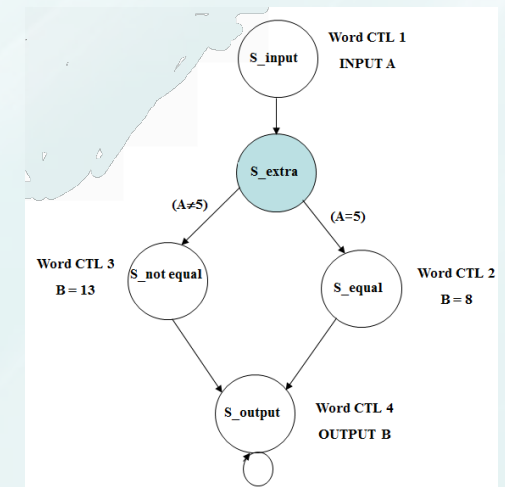 Word CTL 1
S_input
INPUT A
S_extra
(A≠5)
(A=5)
Word CTL 3
B = 13
S_not equal
S_equal
Word CTL 2
B = 8
S_output
Word CTL 4
OUTPUT B